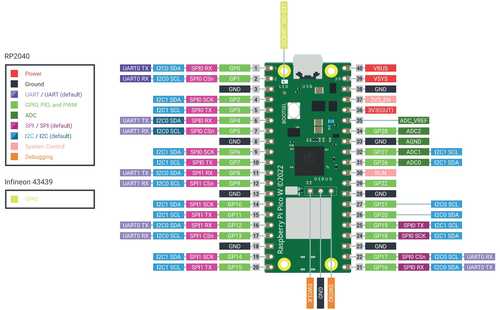 RP2040
Power
Ground
UART / UART (default)
GPIO, PIO, and PWM
ADC
SPI / SPI (default)
I2C / I2C (default)
System Control
Debugging
Infineon 43439
GPIO
UART0 TX I2C0 SDA SPI0 RX GP0 1
UART0 RX I2C0 SCL SPI0 CSn GP1 2
GND 3
I2C1 SDA SPI0 SCK GP2 4
I2C1 SCL SPI0 TX GP3 5
UART1 TX I2C0 SDA SPI0 RX GP4 6
UART1 RX I2C0 SCL SPI0 CSn GP5 7
GND 8
I2C1 SDA SPI0 SCK GP6 9
I2C1 SCL SPI0 TX GP7 10
UART1 TX I2C0 SDA SPI1 RX GP8 11
UART1 RX I2C0 SCL SPI1 CSn GP9 12
GND 13
I2C1 SDA SPI1 SCK GP10 14
I2C1 SCL SPI1 TX GP11 15
UART0 TX I2C0 SDA SPI1 RX GP12 16
UART0 RX I2C0 SCL SPI1 CSn GP13 17
GND 18
I2C1 SDA SPI1 SCK GP14 19
I2C1 SCL SPI1 TX GP15 20
LED
USB
BOOTSEL
Raspberry Pi Pico W ©2022
DEBUG
40 VBUS
39 VSYS
38 GND
37 3V3_EN
36 3V3(OUT)
35 ADC_VREF
34 GP28 ADC2
33 GND AGND
32 GP27 ADC1 I2C1 SCL
31 GP26 ADC0 I2C1 SDA
30 RUN
29 GP22
28 GND
27 GP21 I2C0 SCL
26 GP20 I2C0 SDA
25 GP19 SPI0 TX I2C1 SCL
24 GP18 SPI0 SCK I2C1 SDA
23 GND
22 GP17 SPI0 CSn I2C0 SCL UART0 RX
21 GP16 SPI0 RX I2C0 SDA UART0 TX
SWDIO
GND
SWCLK